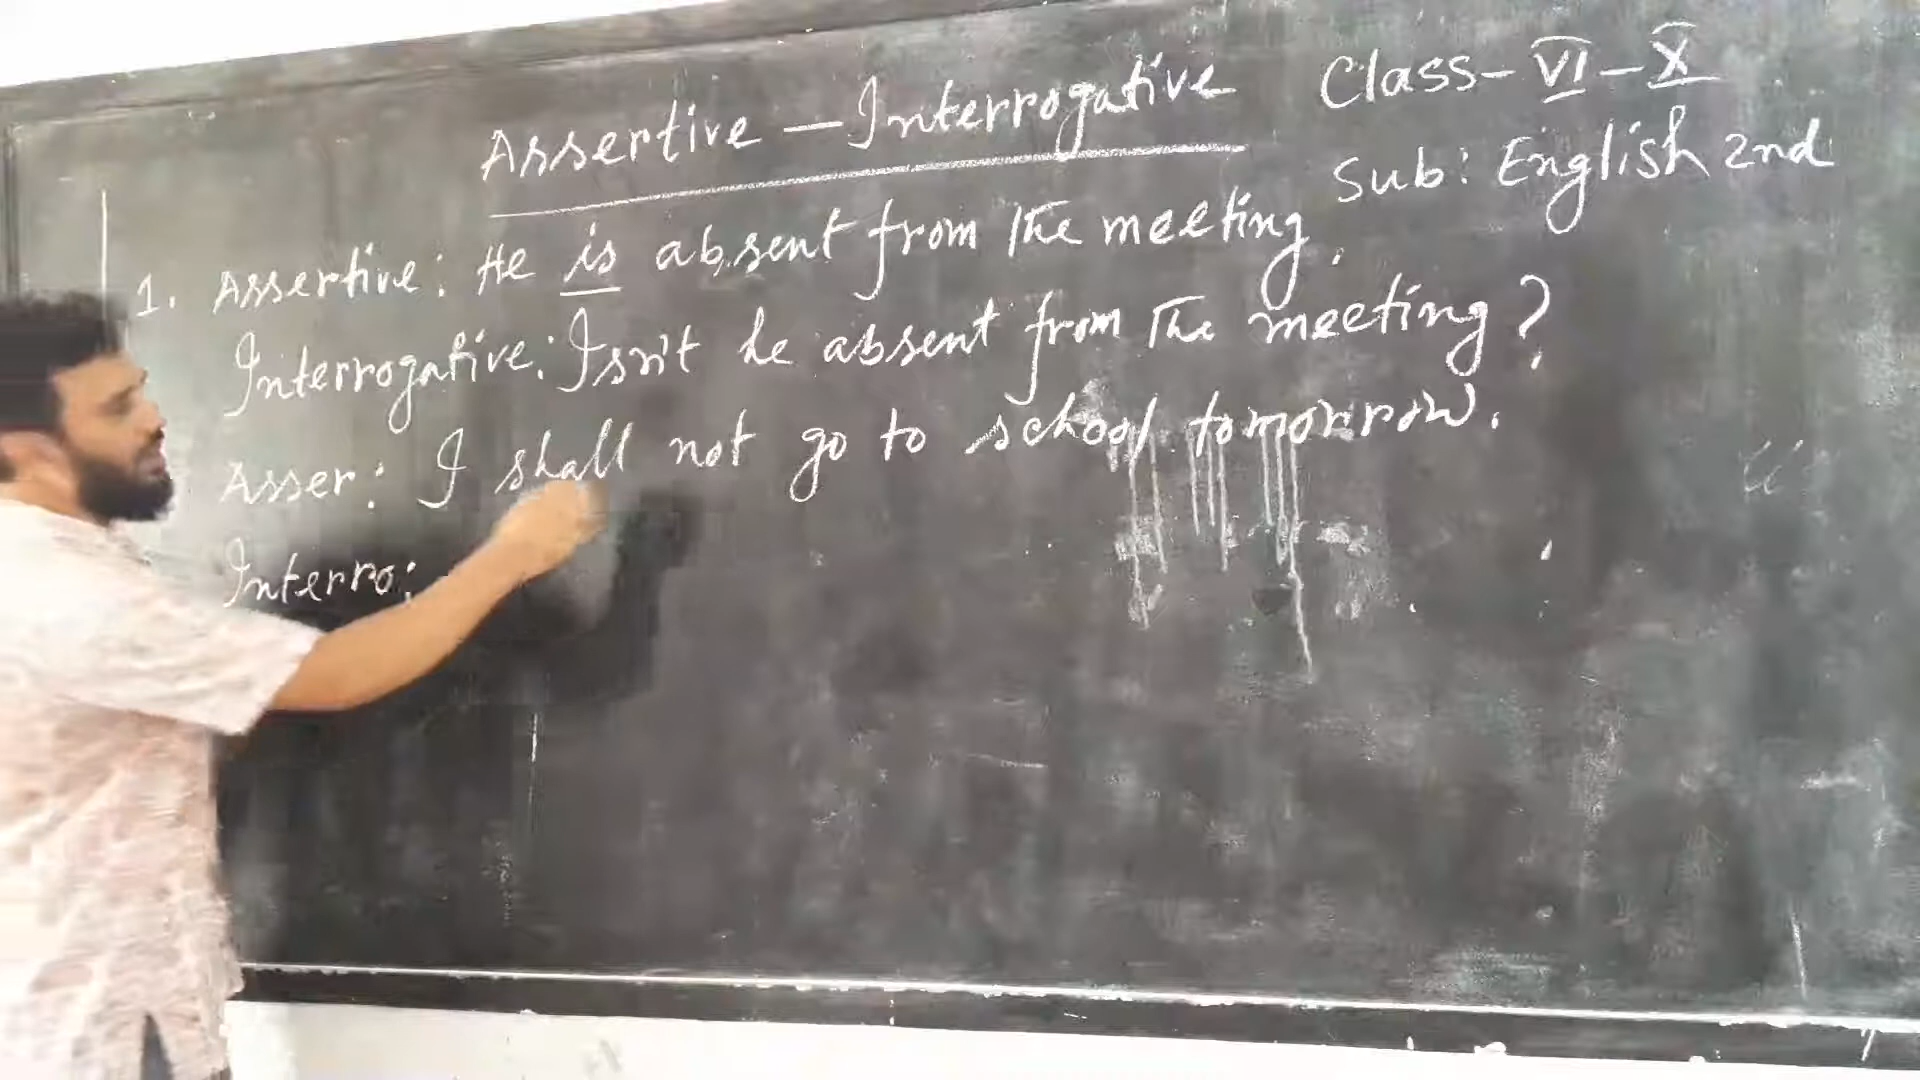 Assertive – Interrogative
Class – VI – X
Sub: English 2nd
1. Assertive: He is absent from the meeting.
Interrogative: Isn't he absent from the meeting?
Asser: I shall not go to school tomorrow.
Interro: